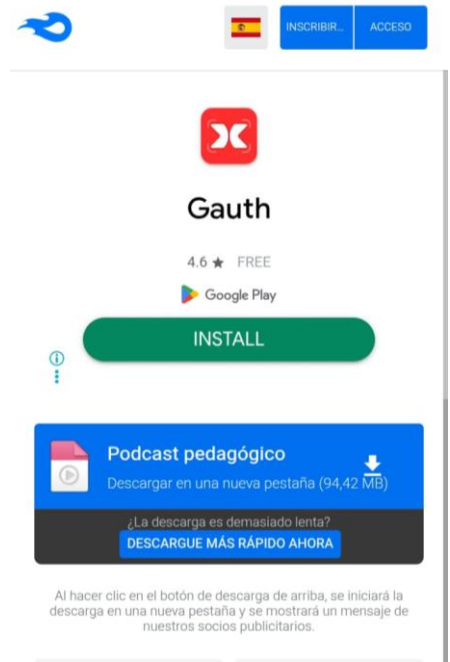 INSCRIBIR... ACCESO
Gauth
4.6 ★ FREE
Google Play
INSTALL
Podcast pedagógico
Descargar en una nueva pestaña (94,42 MB)
¿La descarga es demasiado lenta?
DESCARGUE MÁS RÁPIDO AHORA
Al hacer clic en el botón de descarga de arriba, se iniciará la
descarga en una nueva pestaña y se mostrará un mensaje de
nuestros socios publicitarios.